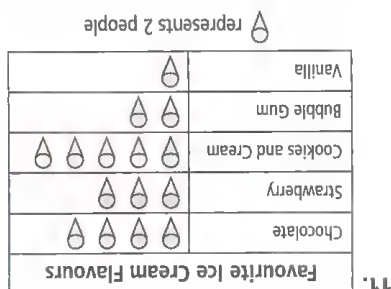 11.
Favourite Ice Cream Flavours
Chocolate
Strawberry
Cookies and Cream
Bubble Gum
Vanilla
represents 2 people